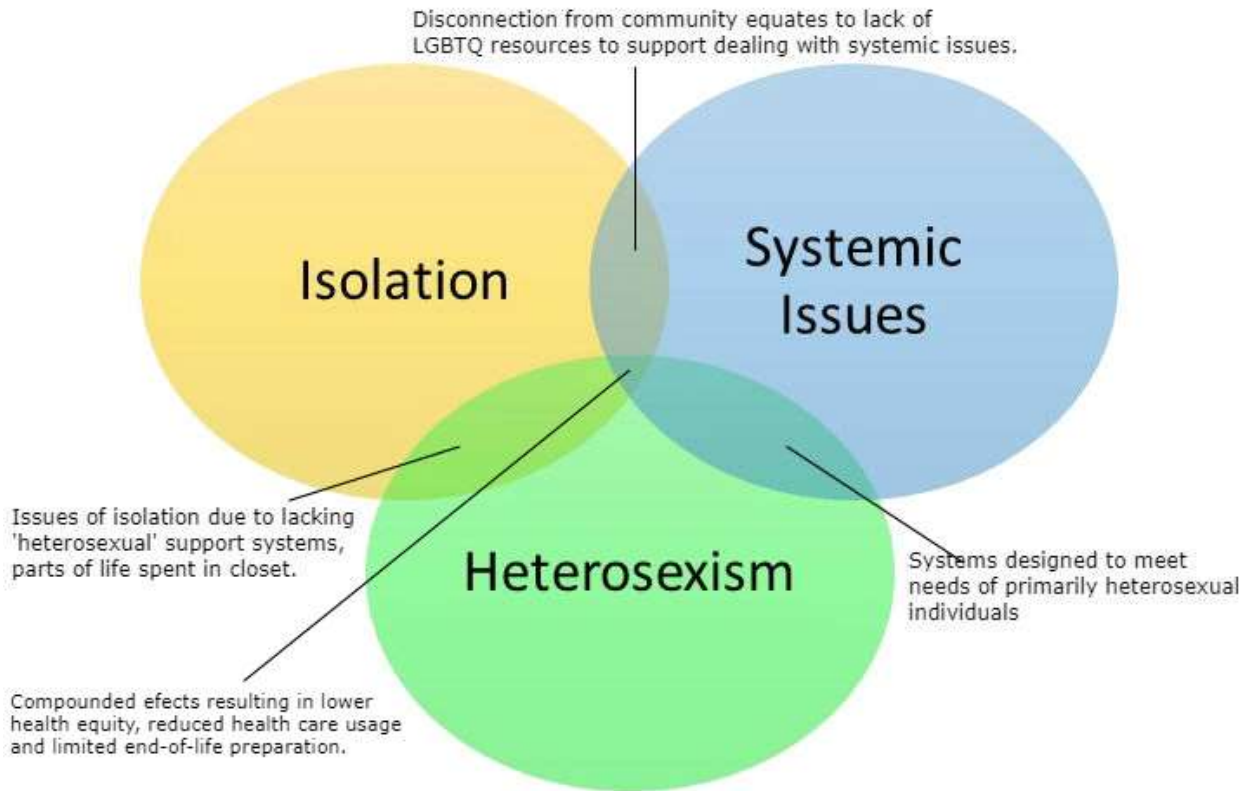 Disconnection from community equates to lack of
LGBTQ resources to support dealing with systemic issues.
Isolation
Systemic
Issues
Issues of isolation due to lacking
'heterosexual' support systems,
parts of life spent in closet.
Heterosexism
Systems designed to meet
needs of primarily heterosexual
individuals
Compounded efects resulting in lower
health equity, reduced health care usage
and limited end-of-life preparation.